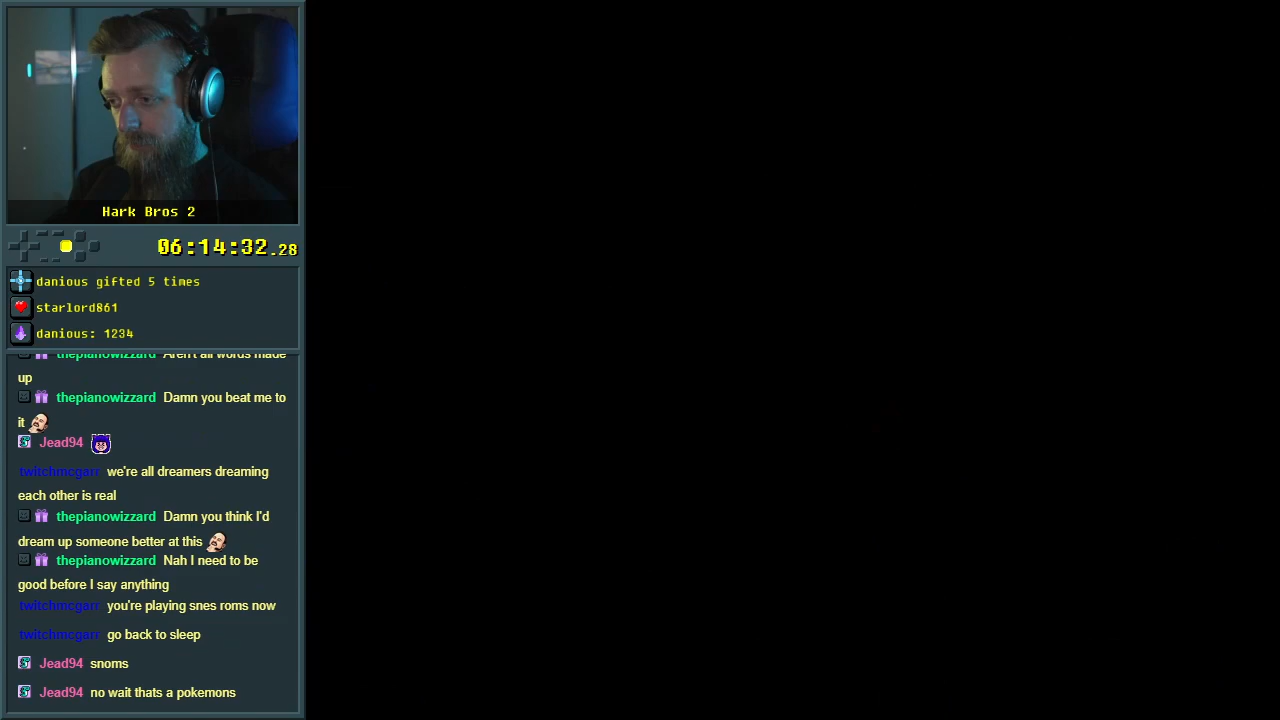 Hark Bros 2
06:14:32.28
danious gifted 5 times
starlord861
danious: 1234
thepianowizzard Aren't all words made
up
thepianowizzard Damn you beat me to
it
Jead94
twitchmcgarr we're all dreamers dreaming
each other is real
thepianowizzard Damn you think I'd
dream up someone better at this
thepianowizzard Nah I need to be
good before I say anything
twitchmcgarr you're playing snes roms now
twitchmcgarr go back to sleep
Jead94 snoms
Jead94 no wait thats a pokemons